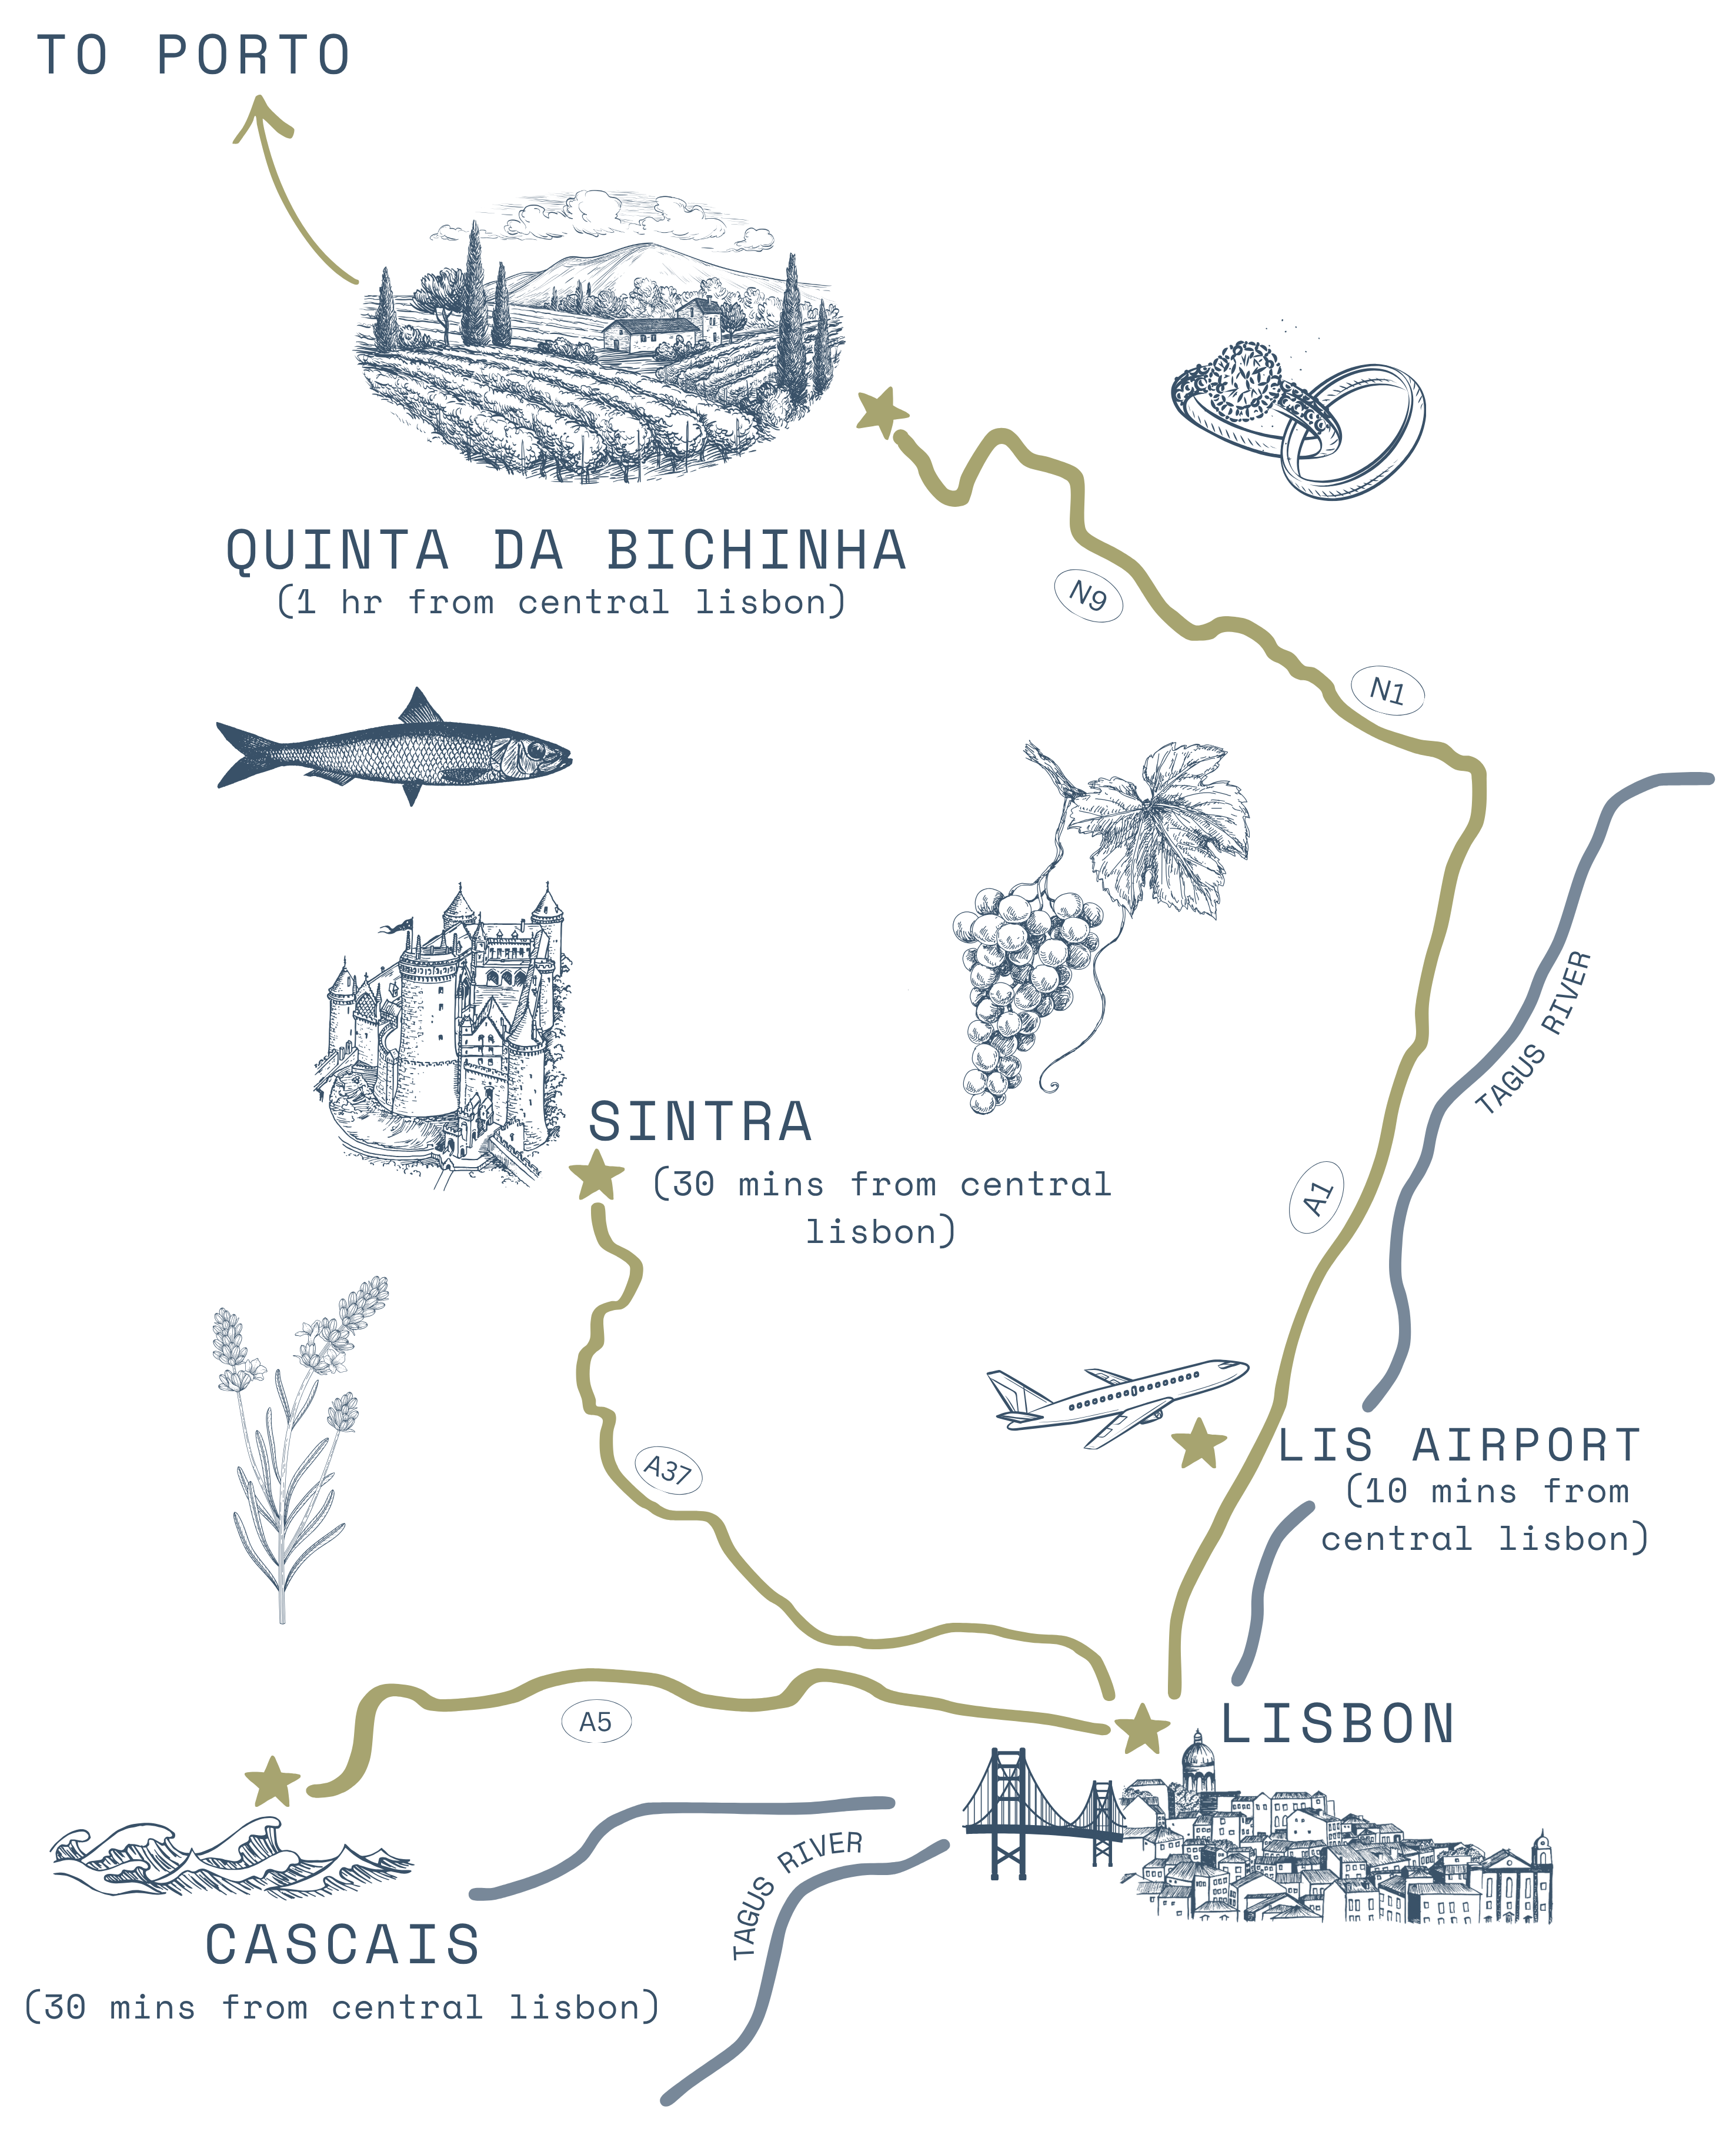 TO PORTO
QUINTA DA BICHINHA
(1 hr from central lisbon)
N9
N1
TAGUS RIVER
SINTRA
(30 mins from central
lisbon)
A1
LIS AIRPORT
(10 mins from
central lisbon)
A37
LISBON
A5
TAGUS RIVER
CASCAIS
(30 mins from central lisbon)